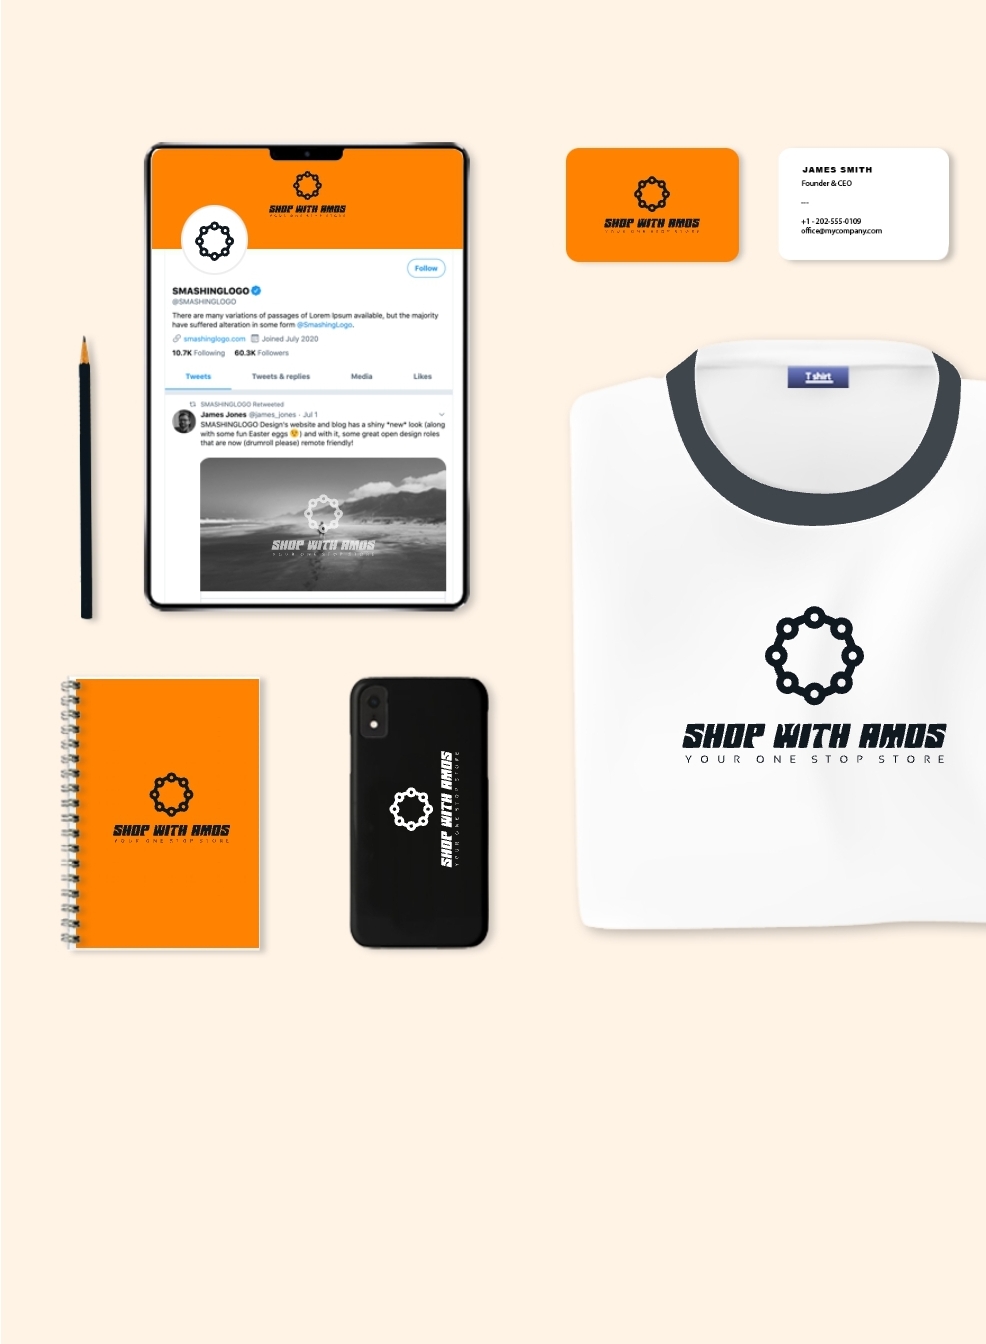 SHOP WITH AMOS
YOUR ONE STOP STORE
Follow
SMASHINGLOGO
@SMASHINGLOGO
There are many variations of passages of Lorem Ipsum available, but the majority
have suffered alteration in some form @SmashingLogo.
smashinglogo.com Joined July 2020
10.7K Following 60.3K Followers
Tweets Tweets & replies Media Likes
SMASHINGLOGO Retweeted
James Jones @james_jones · Jul 1
SMASHINGLOGO Design's website and blog has a shiny *new* look (along
with some fun Easter eggs 😉) and with it, some great open design roles
that are now (drumroll please) remote friendly!
SHOP WITH AMOS
YOUR ONE STOP STORE
SHOP WITH AMOS
YOUR ONE STOP STORE
JAMES SMITH
Founder & CEO
---
+1 - 202-555-0109
office@mycompany.com
T shirt
SHOP WITH AMOS
YOUR ONE STOP STORE
SHOP WITH AMOS
YOUR ONE STOP STORE
SHOP WITH AMOS
YOUR ONE STOP STORE